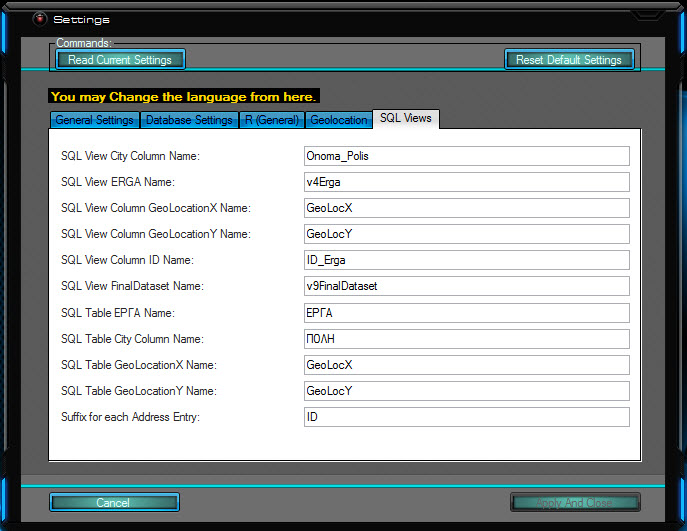 Settings
Commands:
Read Current Settings Reset Default Settings
You may Change the language from here.
General Settings Database Settings R (General) Geolocation SQL Views
SQL View City Column Name: Onoma_Polis
SQL View ERGA Name: v4Erga
SQL View Column GeoLocationX Name: GeoLocX
SQL View Column GeoLocationY Name: GeoLocY
SQL View Column ID Name: ID_Erga
SQL View FinalDataset Name: v9FinalDataset
SQL Table ΕΡΓΑ Name: ΕΡΓΑ
SQL Table City Column Name: ΠΟΛΗ
SQL Table GeoLocationX Name: GeoLocX
SQL Table GeoLocationY Name: GeoLocY
Suffix for each Address Entry: ID
Cancel Apply And Close